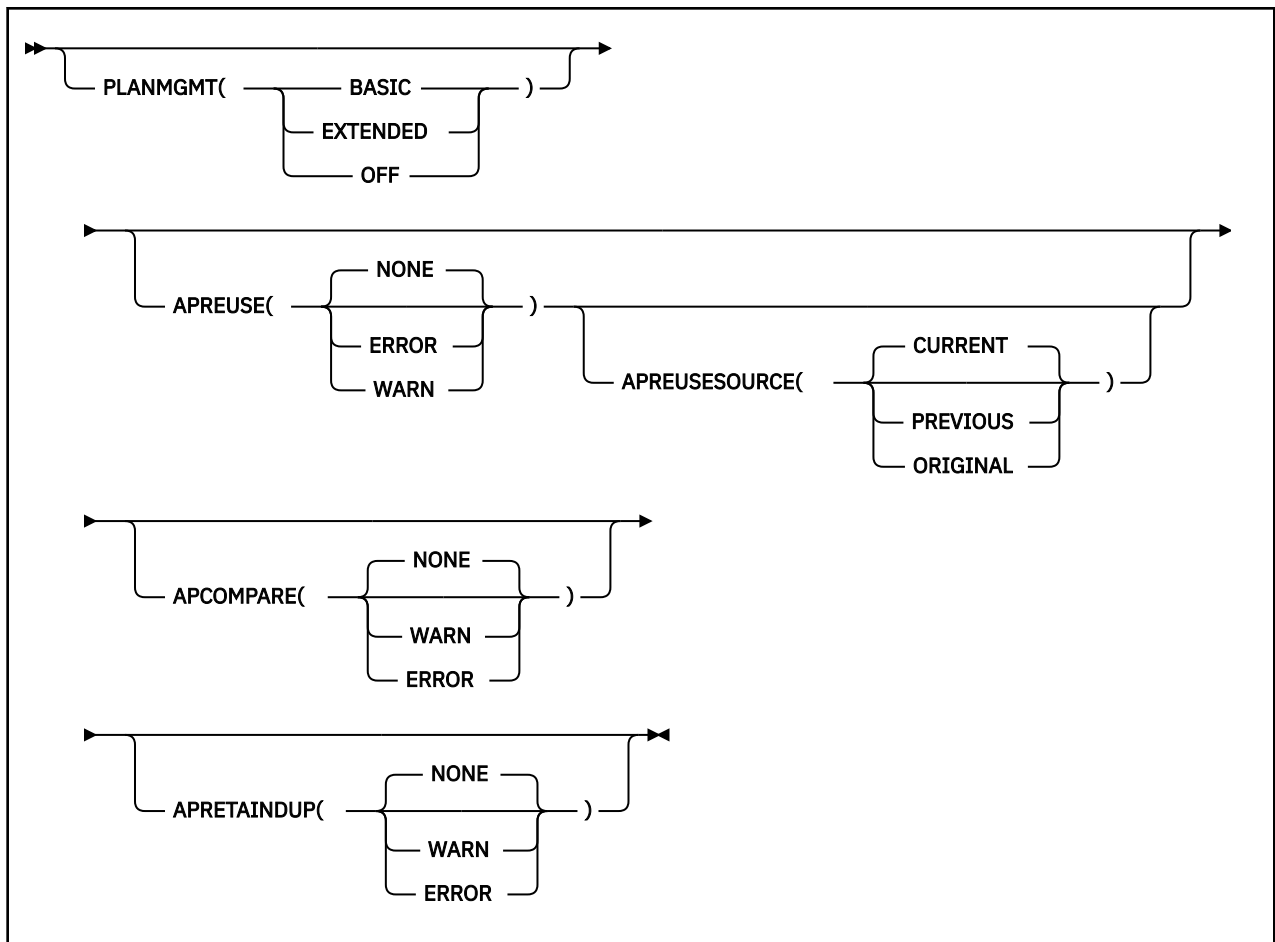 PLANMGMT( BASIC )
EXTENDED
OFF
NONE
APREUSE( )
ERROR
WARN
CURRENT
APREUSESOURCE( )
PREVIOUS
ORIGINAL
NONE
APCOMPARE( )
WARN
ERROR
NONE
APRETAINDUP( )
WARN
ERROR